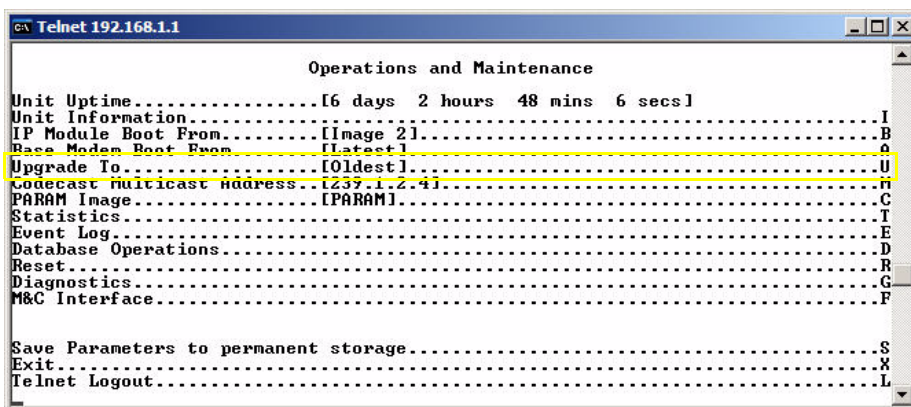 Telnet 192.168.1.1
Operations and Maintenance
Unit Uptime.................[6 days  2 hours  48 mins  6 secs]
Unit Information...............................................................I
IP Module Boot From.........[Image 2]..........................................B
Base Modem Boot From........[Latest]...........................................A
Upgrade To..................[Oldest]...........................................U
Codecast Multicast Address..[239.1.2.4]........................................M
PARAM Image.................[PARAM]............................................C
Statistics.....................................................................T
Event Log......................................................................E
Database Operations............................................................D
Reset..........................................................................R
Diagnostics....................................................................G
M&C Interface..................................................................F
Save Parameters to permanent storage...........................................S
Exit...........................................................................X
Telnet Logout..................................................................L